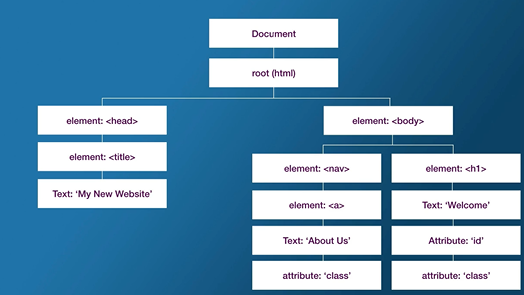 Document
root (html)
element: <head>
element: <body>
element: <title>
Text: ‘My New Website’
element: <nav>
element: <h1>
element: <a>
Text: ‘Welcome’
Text: ‘About Us’
Attribute: ‘id’
attribute: ‘class’
attribute: ‘class’